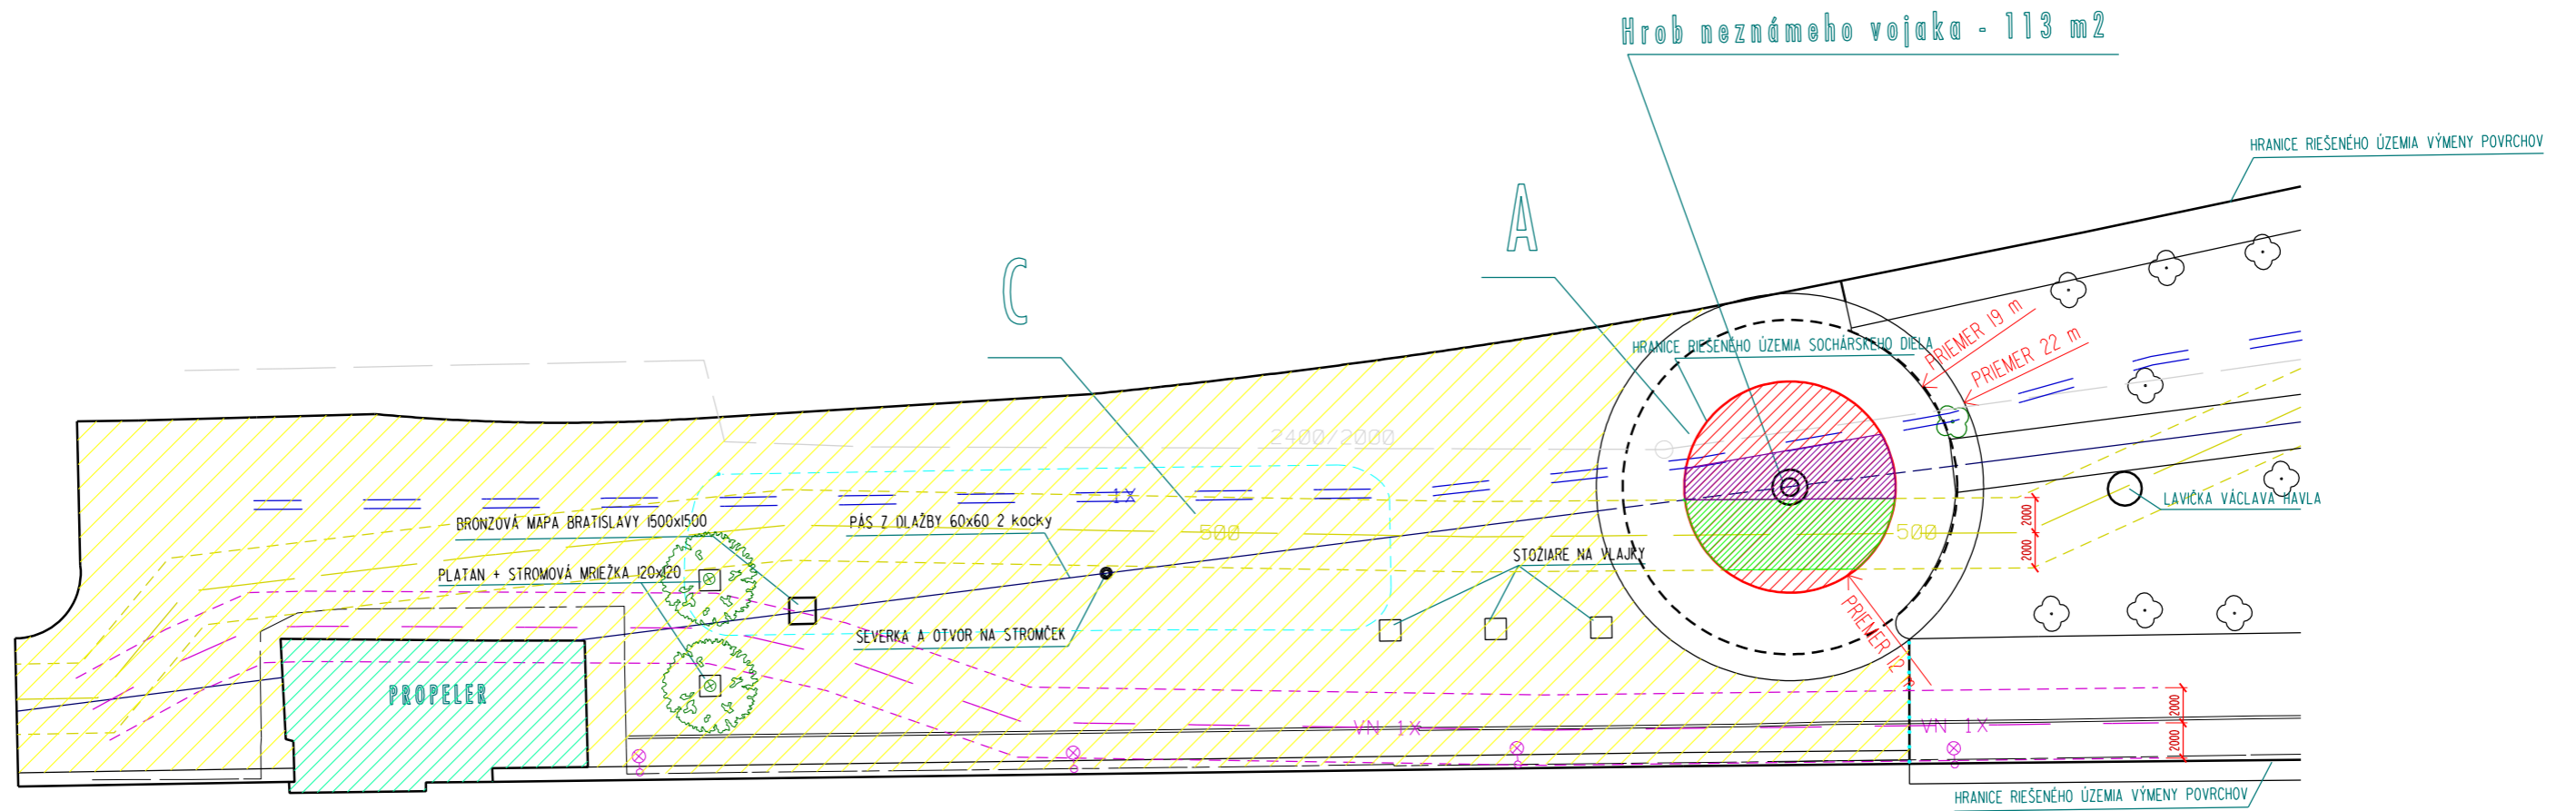 Hrob neznámeho vojaka - 113 m2
HRANICE RIEŠENÉHO ÚZEMIA VÝMENY POVRCHOV
A
C
PRIEMER 19 m
HRANICE RIEŠENÉHO ÚZEMIA SOCHÁRSKEHO DIELA
PRIEMER 22 m
2400/2000
1X
LAVIČKA VÁCLAVA HAVLA
BRONZOVÁ MAPA BRATISLAVY 1500x1500
PÁS Z DLAŽBY 60x60 2 kocky
500
500
2000
2000
STOŽIARE NA VLAJKY
PLATAN + STROMOVÁ MRIEŽKA 120x120
SEVERKA A OTVOR NA STROMČEK
PRIEMER 12 m
PROPELER
VN 1X
VN 1X
2000
2000
HRANICE RIEŠENÉHO ÚZEMIA VÝMENY POVRCHOV